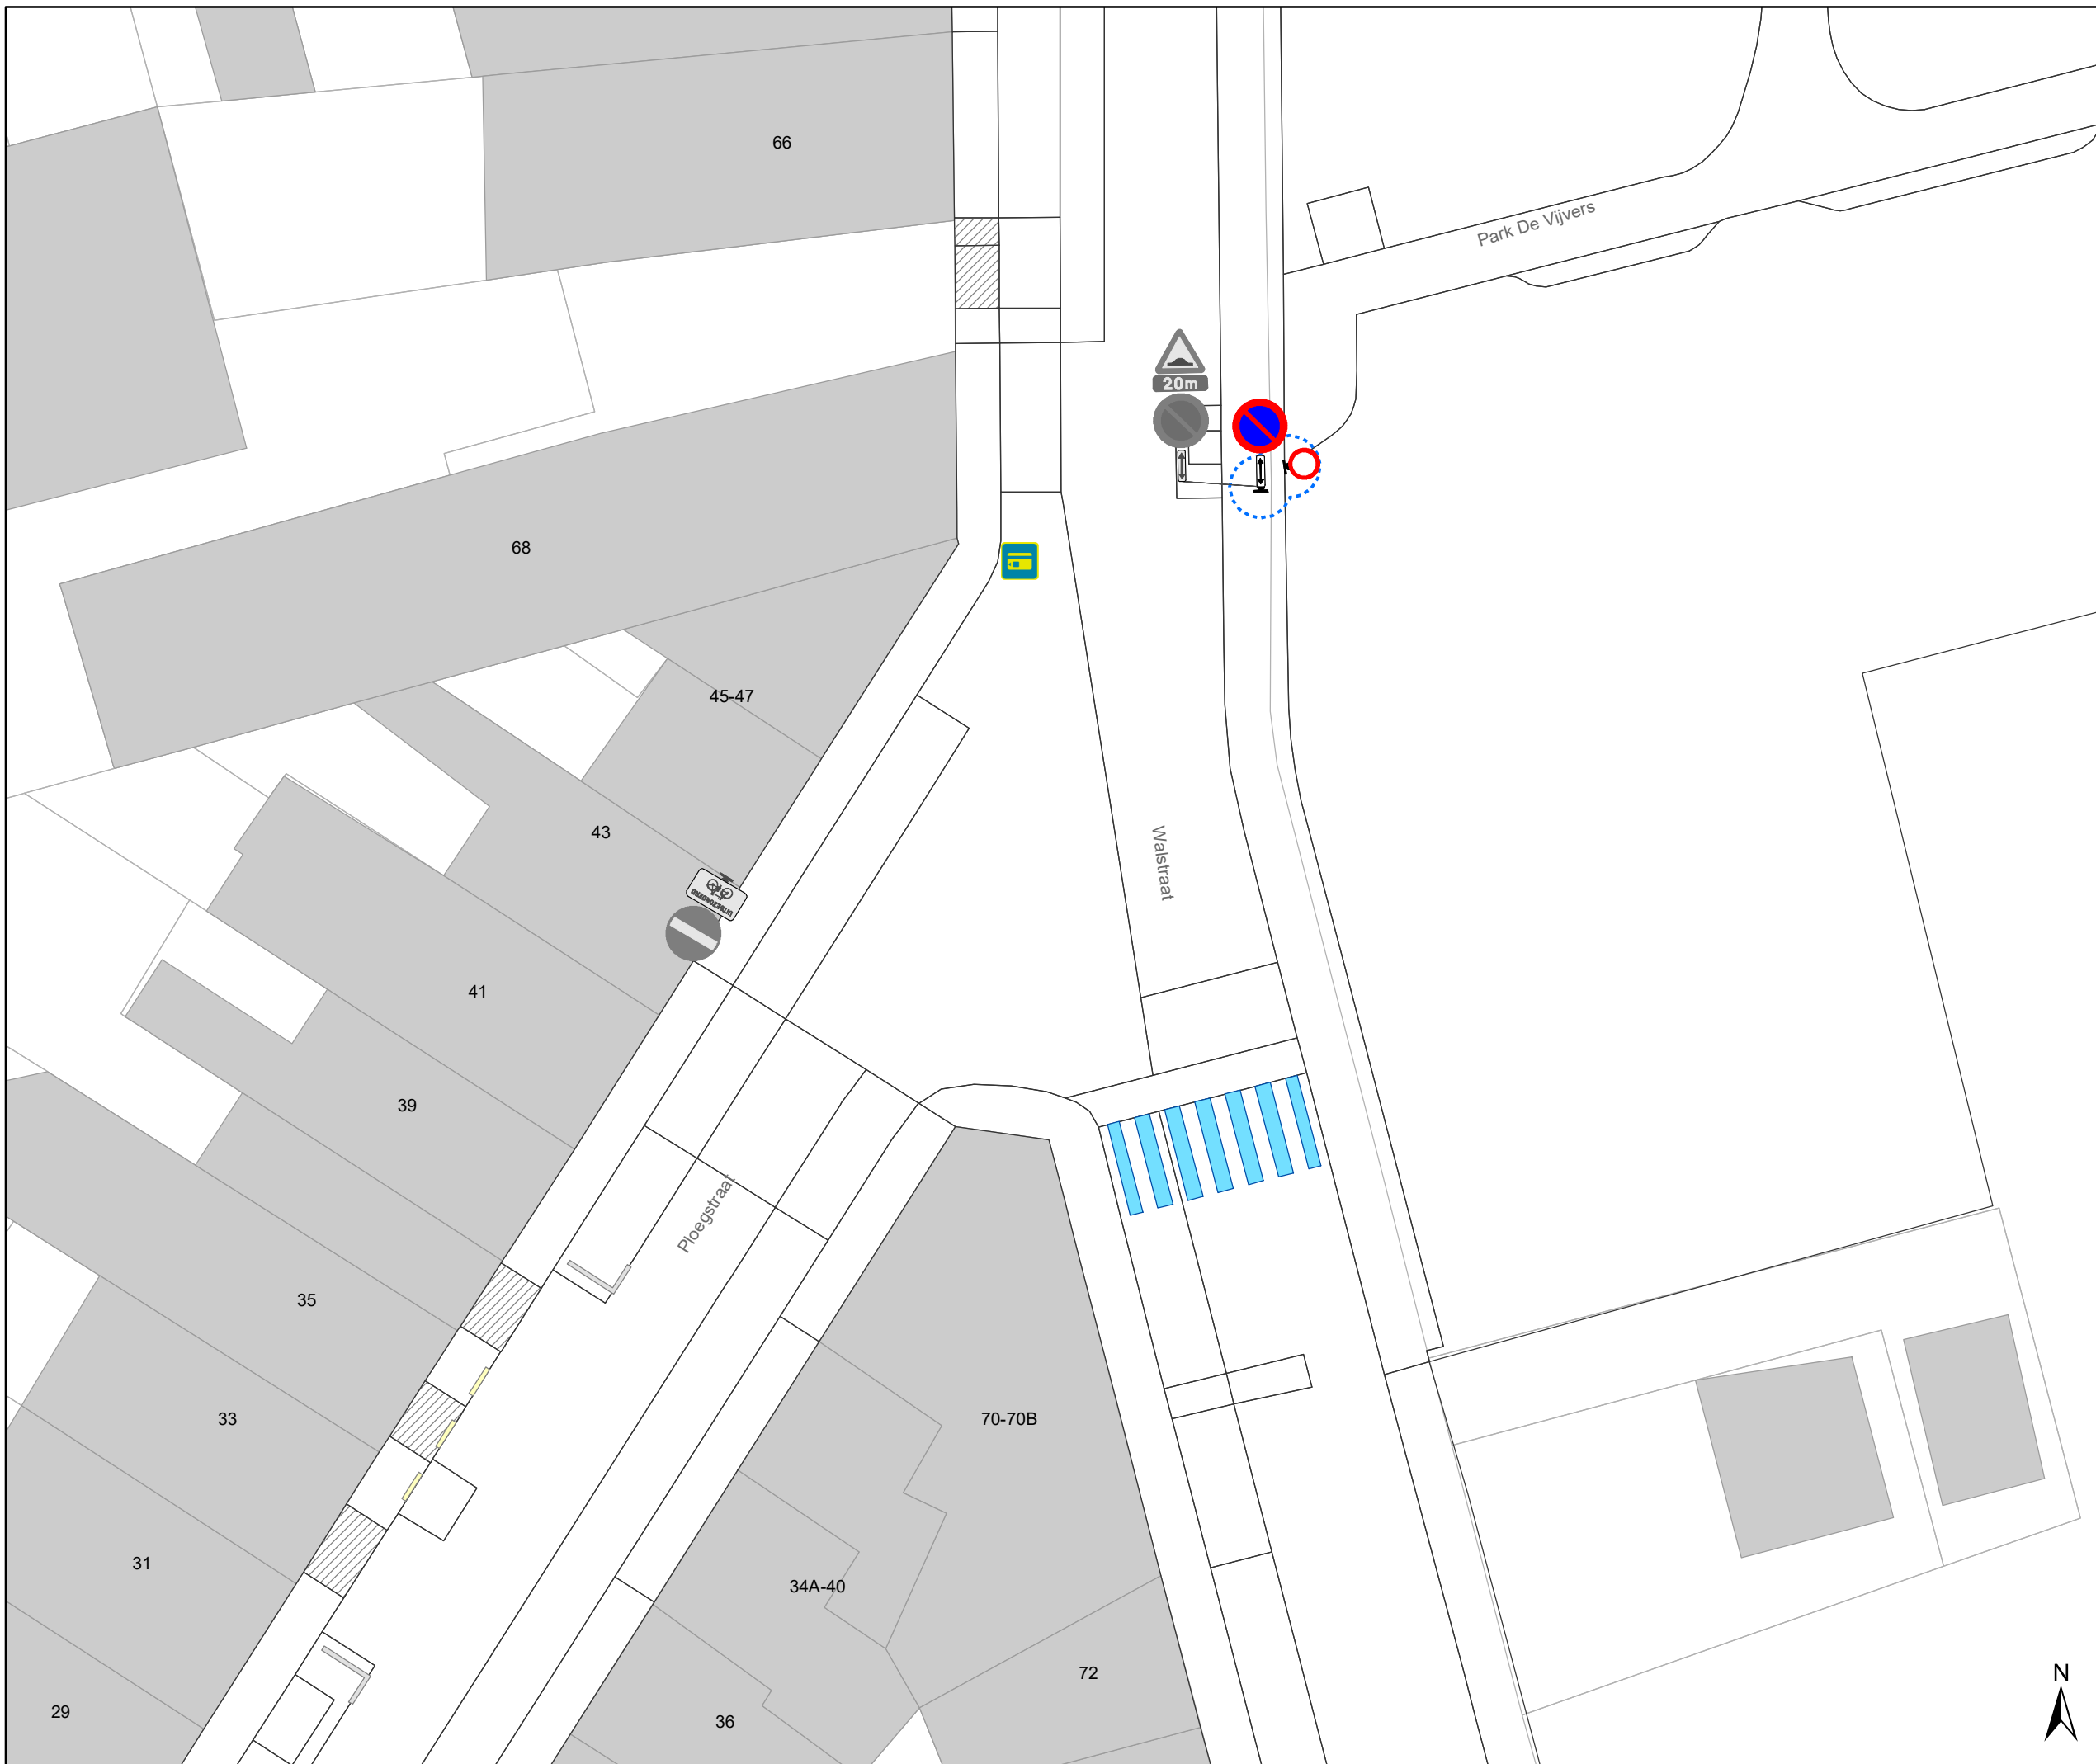 66
Park De Vijvers
20m
68
45-47
43
Walstraat
UITGEZONDERD
41
39
Ploegstraat
35
33
70-70B
31
34A-40
72
29
36
N